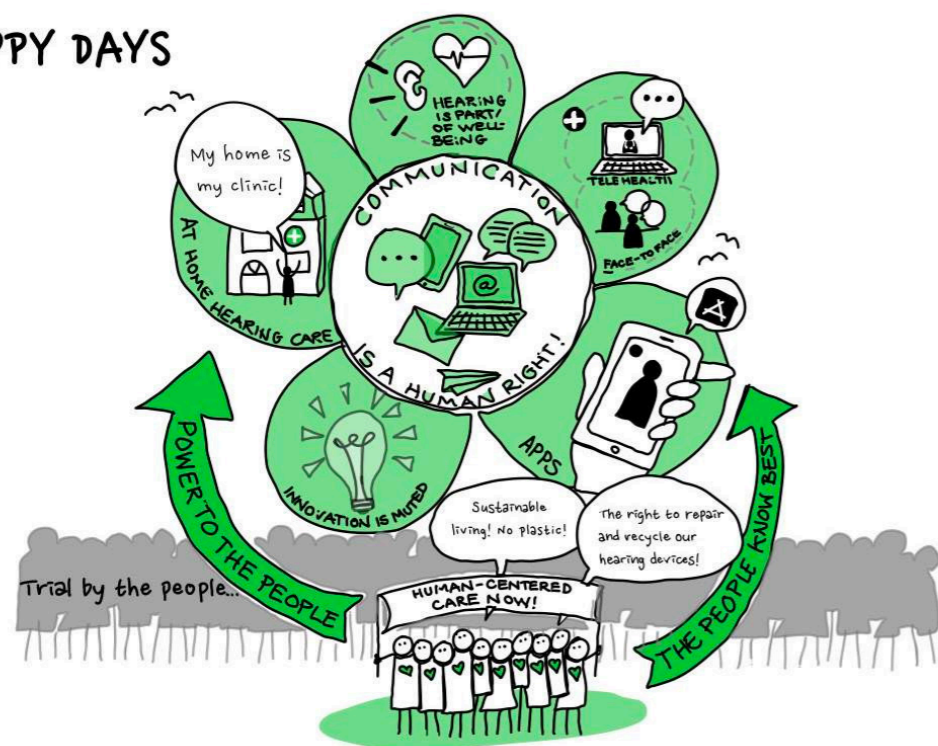 PPY DAYS
HEARING
IS PART
OF WELL-
BEING
My home is
my clinic!
AT HOME HEARING CARE
COMMUNICATION
IS A HUMAN RIGHT!
@
TELEHEALTH
FACE-TO FACE
APPS
INNOVATION IS MUTED
POWER TO THE PEOPLE
THE PEOPLE KNOW BEST
Sustainable
living! No plastic!
The right to repair
and recycle our
hearing devices!
Trial by the people...
HUMAN-CENTERED
CARE NOW!